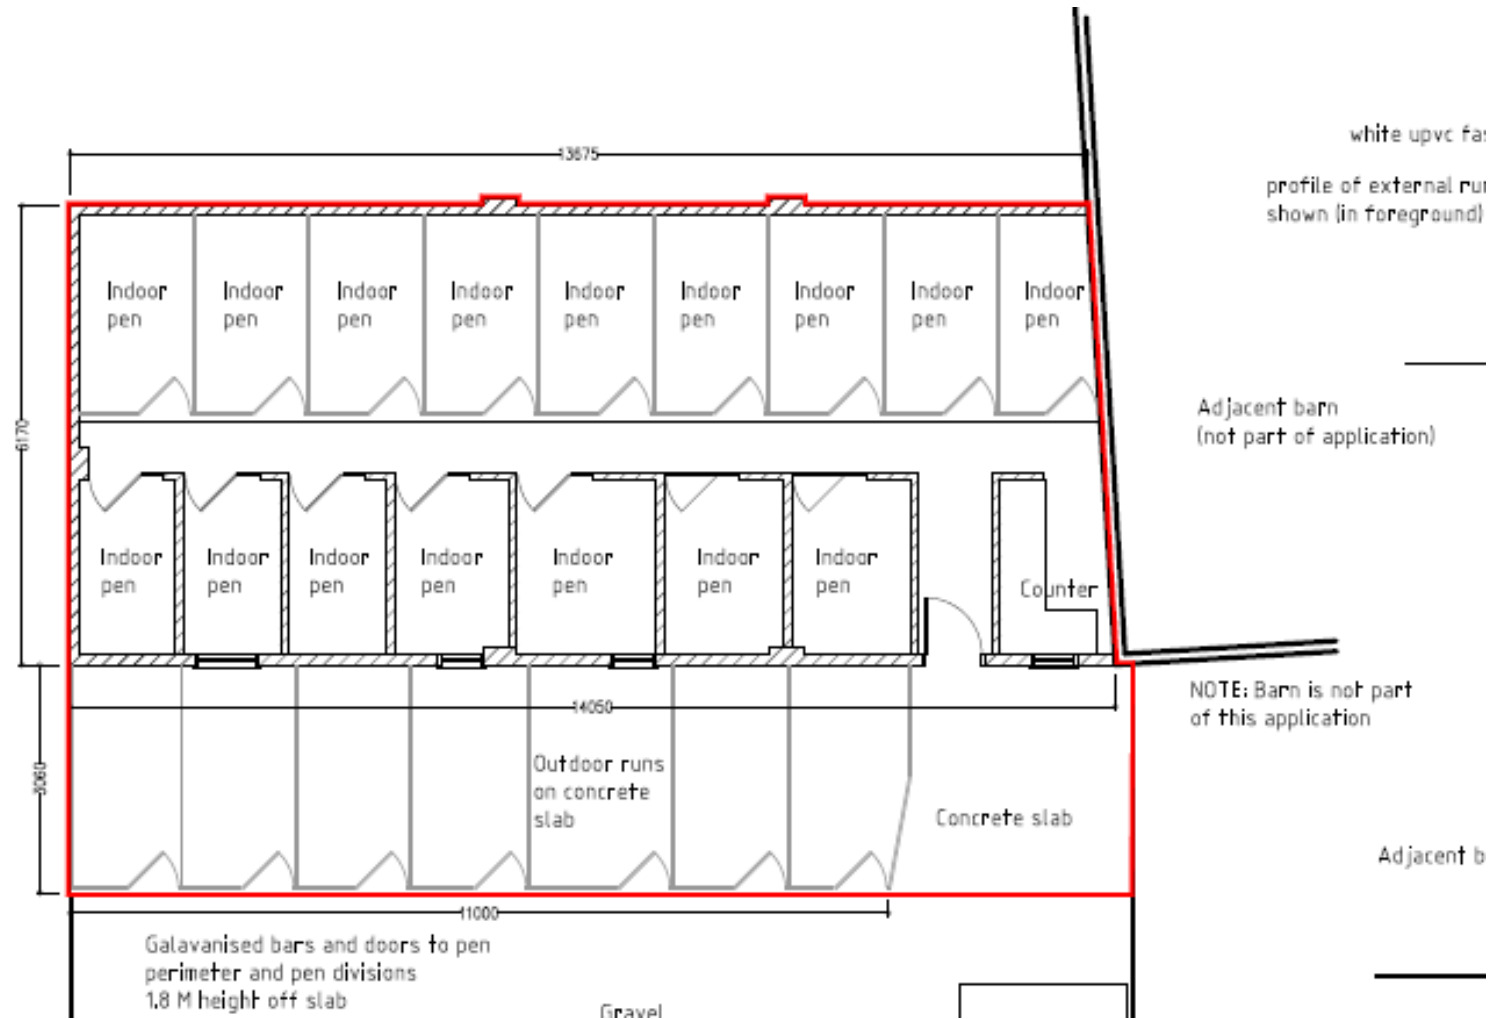 white upvc fas
profile of external run
shown (in foreground)
13675
Indoor
pen
Indoor
pen
Indoor
pen
Indoor
pen
Indoor
pen
Indoor
pen
Indoor
pen
Indoor
pen
Indoor
pen
Adjacent barn
(not part of application)
6170
Indoor
pen
Indoor
pen
Indoor
pen
Indoor
pen
Indoor
pen
Indoor
pen
Indoor
pen
Counter
NOTE: Barn is not part
of this application
14050
Outdoor runs
on concrete
slab
Concrete slab
Adjacent b
11000
Galavanised bars and doors to pen
perimeter and pen divisions
1.8 M height off slab
Gravel